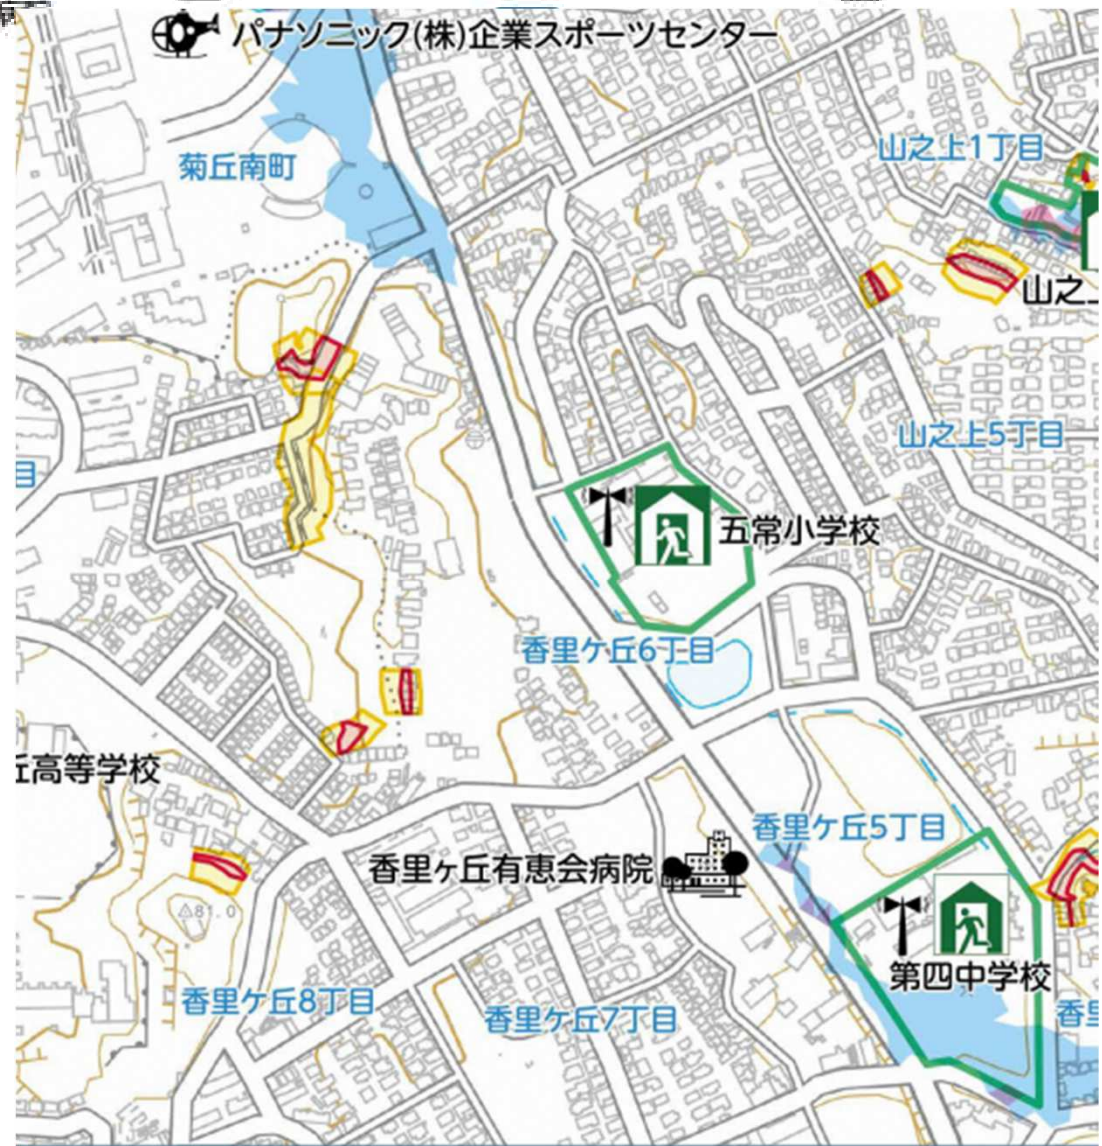 パナソニック(株)企業スポーツセンター
菊丘南町
山之上1丁目
山之
山之上5丁目
目
五常小学校
香里ケ丘6丁目
丘高等学校
香里ケ丘5丁目
香里ヶ丘有恵会病院
△81.0
第四中学校
香里ケ丘8丁目
香里ケ丘7丁目
香里